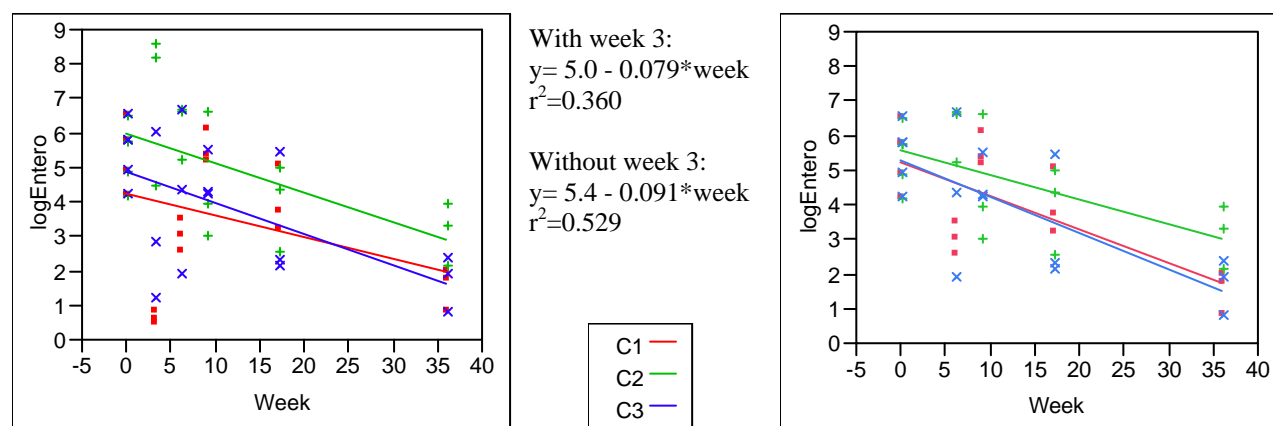 9
8
7
6
5
4
3
2
1
0
logEntero
-5 0 5 10 15 20 25 30 35 40
Week
With week 3:
y= 5.0 - 0.079*week
r²=0.360
Without week 3:
y= 5.4 - 0.091*week
r²=0.529
C1
C2
C3
9
8
7
6
5
4
3
2
1
0
logEntero
-5 0 5 10 15 20 25 30 35 40
Week